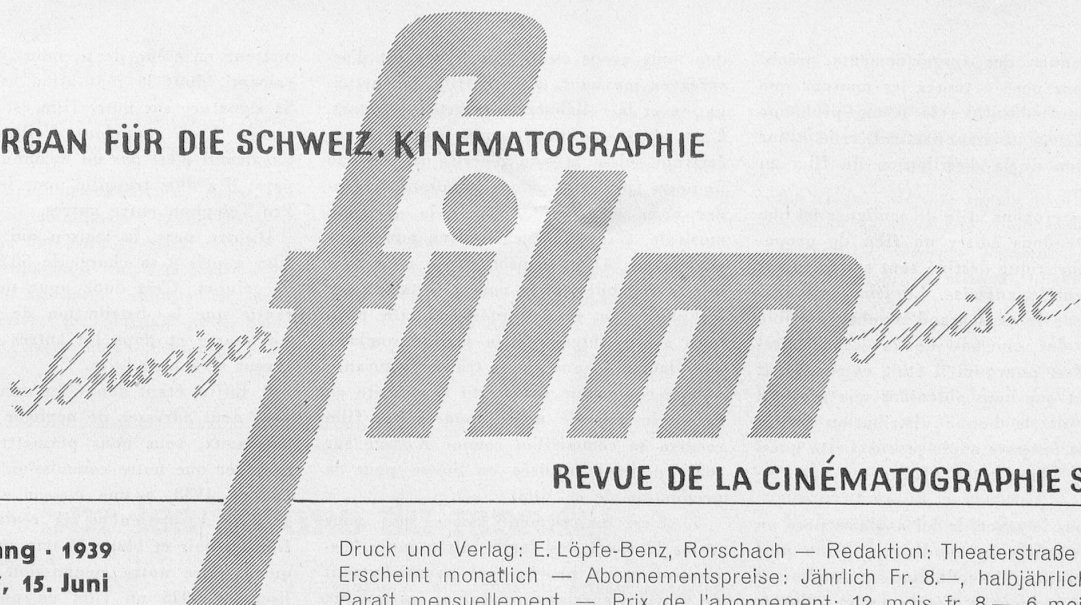 RGAN FÜR DIE SCHWEIZ. KINEMATOGRAPHIE
Schweizer film Suisse
REVUE DE LA CINÉMATOGRAPHIE S
ang · 1939
, 15. Juni
Druck und Verlag: E. Löpfe-Benz, Rorschach — Redaktion: Theaterstraße
Erscheint monatlich — Abonnementspreise: Jährlich Fr. 8.—, halbjährlich
Paraît mensuellement — Prix de l'abonnement: 12 mois fr. 8.—, 6 moi